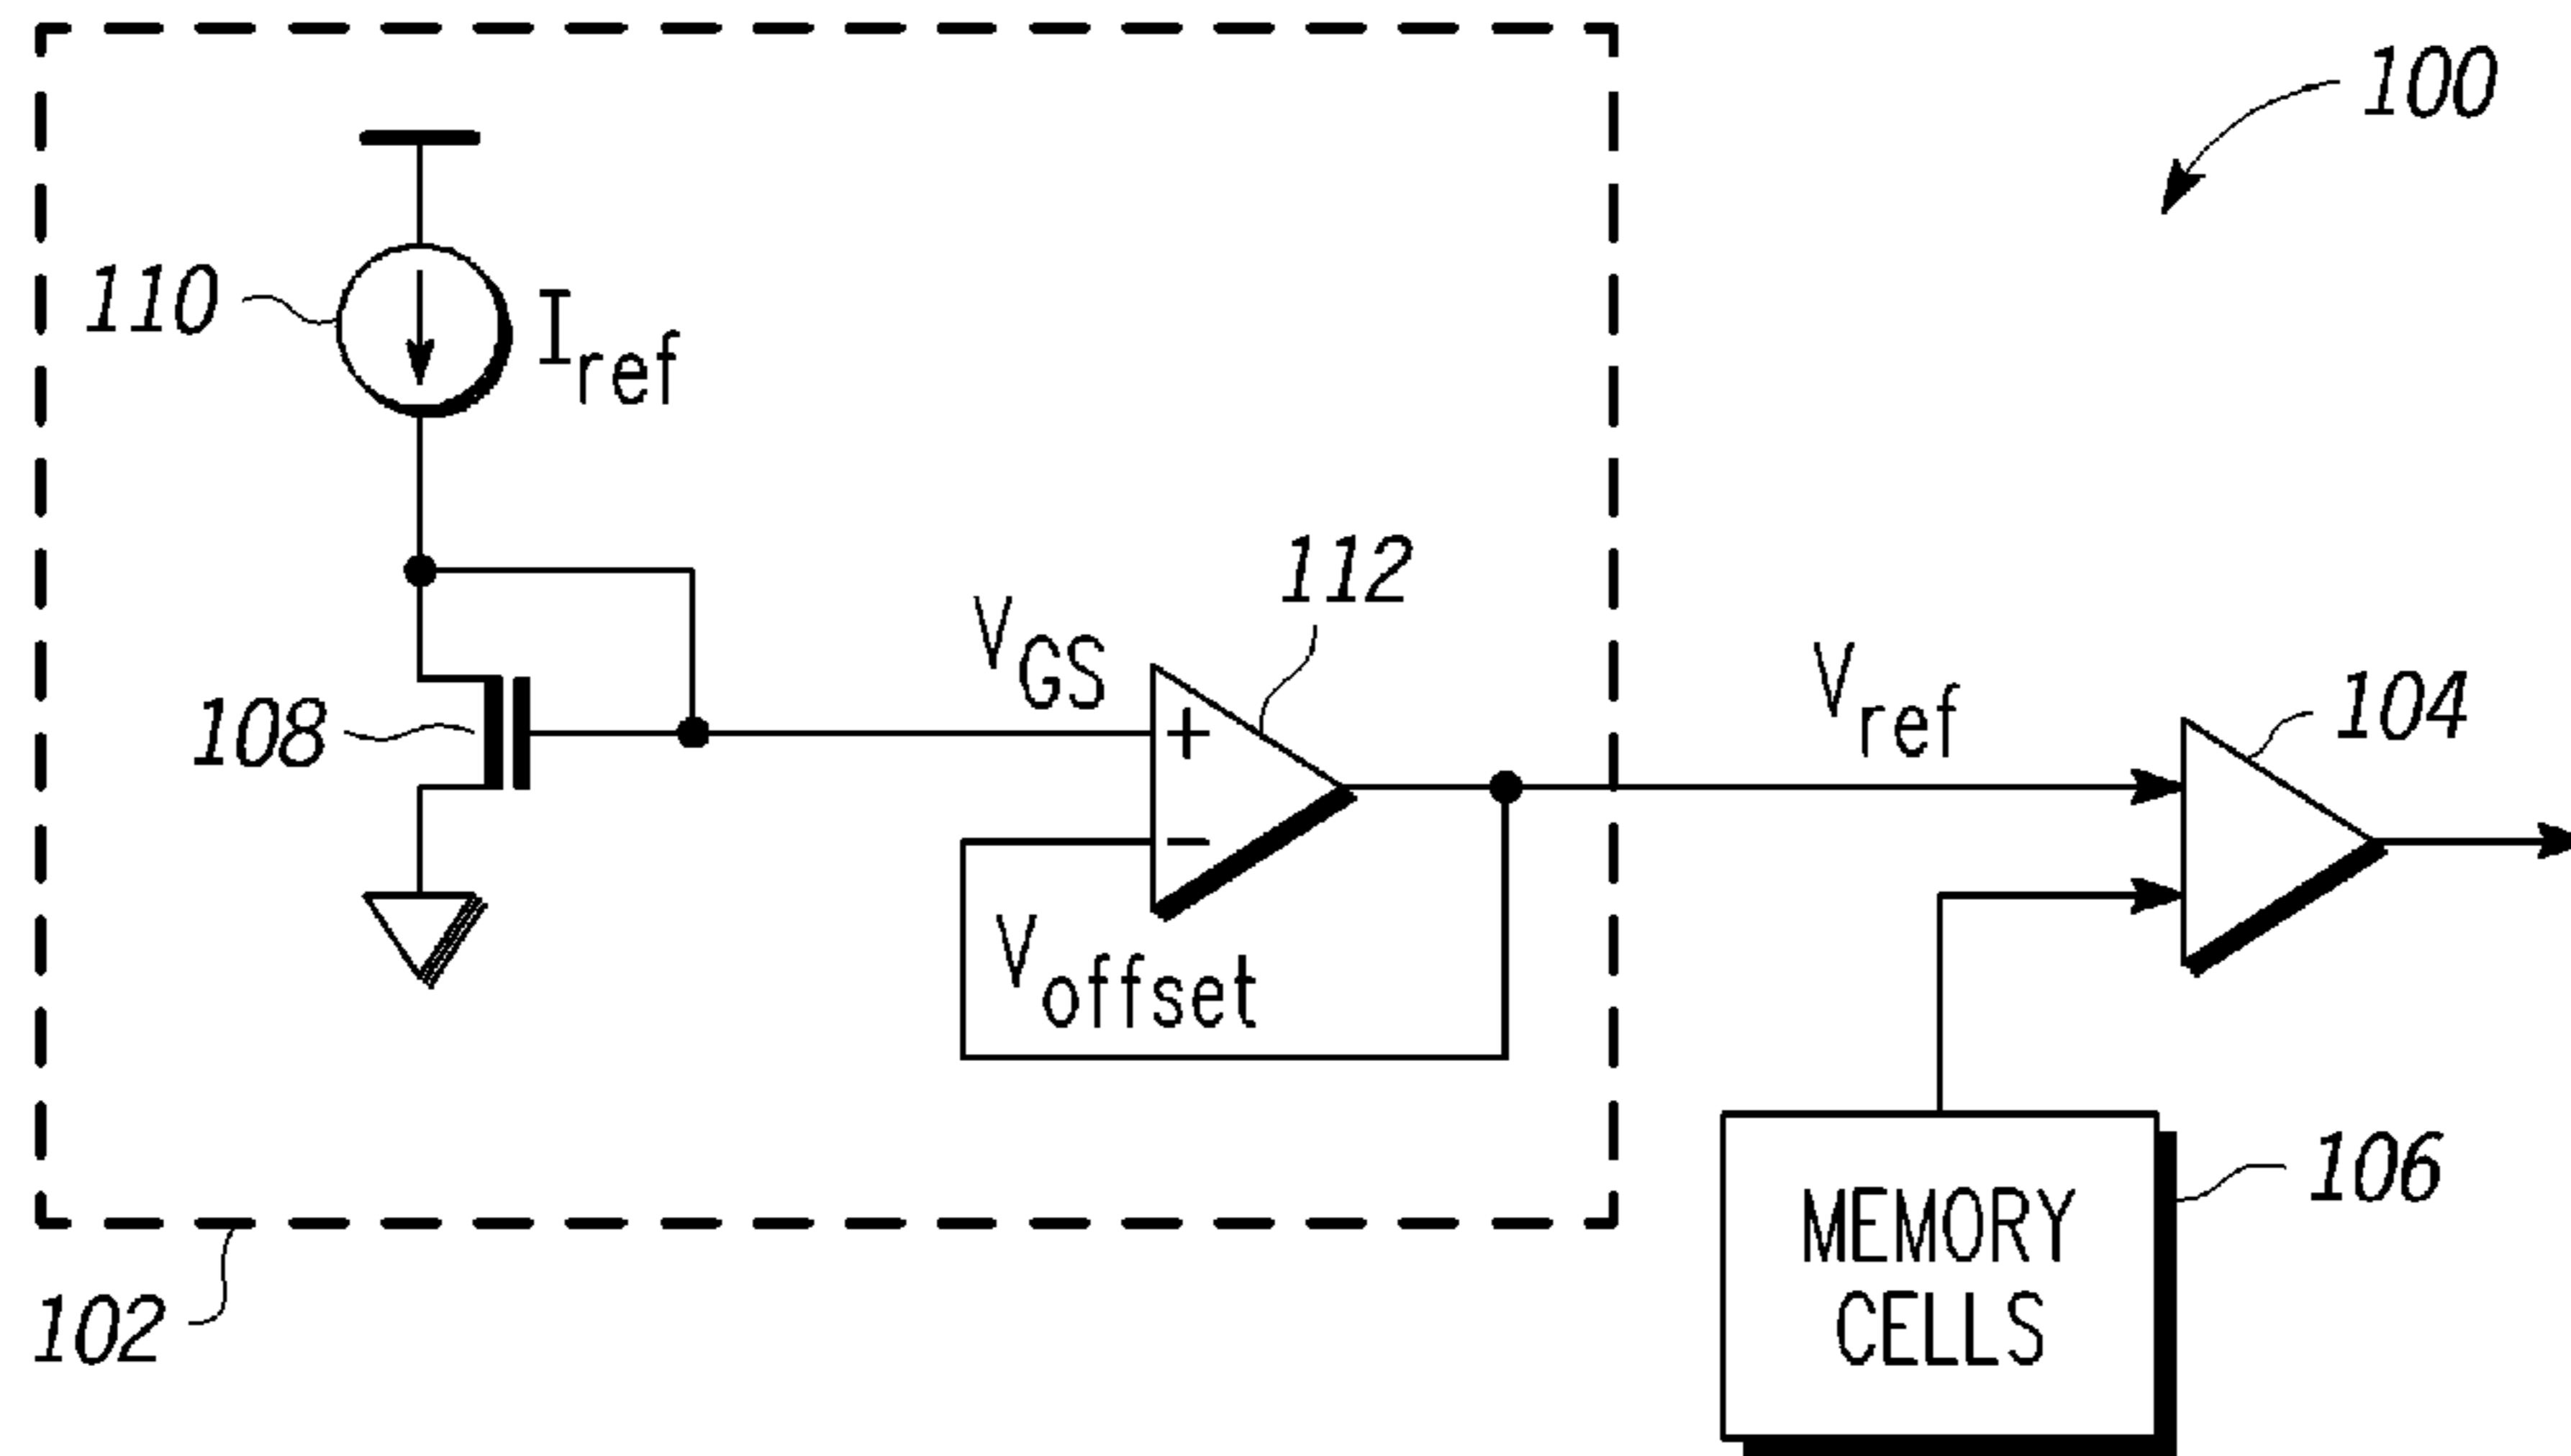 100
110
I_ref
112
V_GS
+
108
V_ref
104
−
V_offset
106
MEMORY
CELLS
102